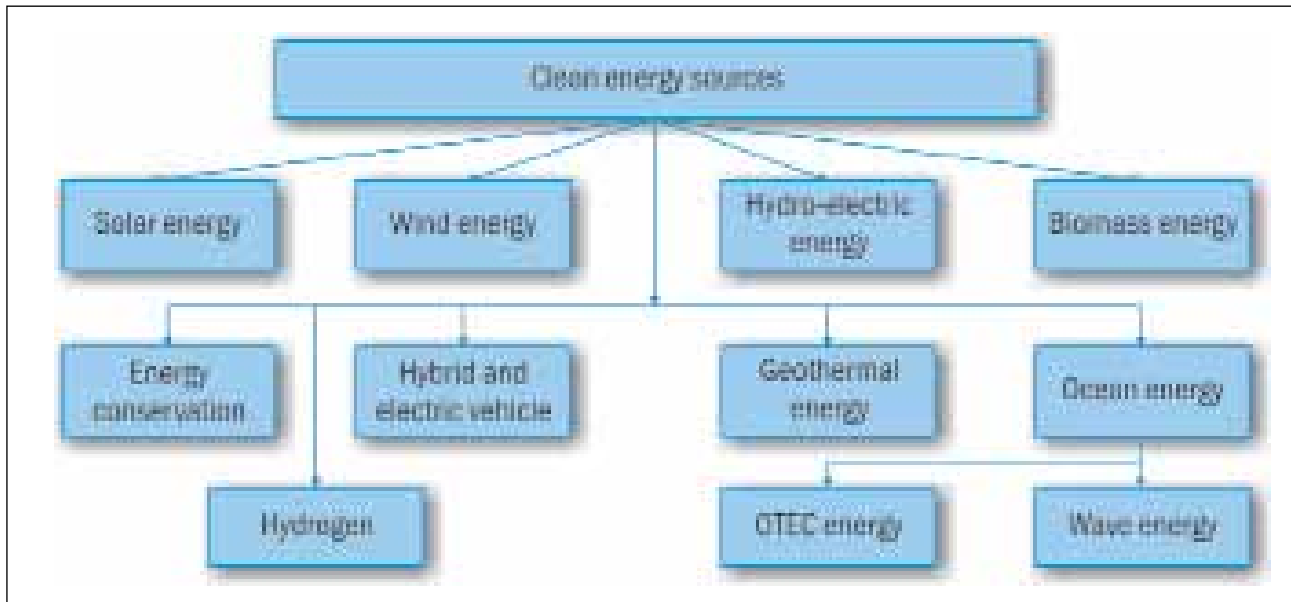 Clean energy sources
Solar energy
Wind energy
Hydro-electric
energy
Biomass energy
Energy
conservation
Hybrid and
electric vehicle
Geothermal
energy
Ocean energy
Hydrogen
OTEC energy
Wave energy